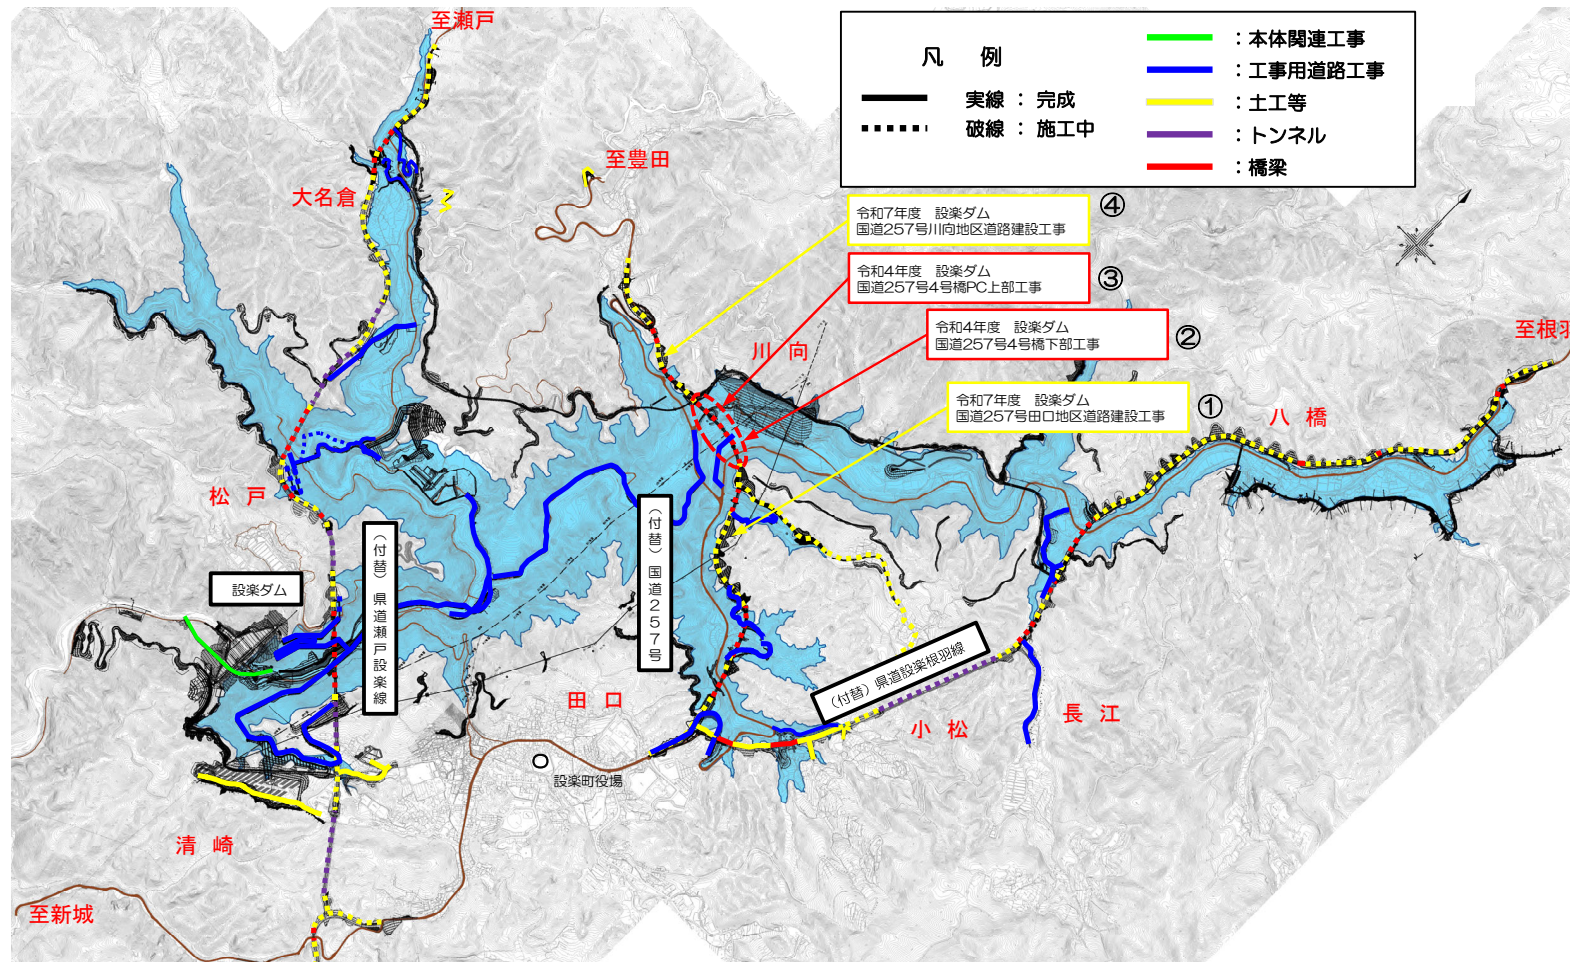 至瀬戸
凡　例
実線 ： 完成
破線 ： 施工中
：本体関連工事
：工事用道路工事
：土工等
：トンネル
：橋梁
至豊田
大名倉
令和7年度　設楽ダム
国道257号川向地区道路建設工事
④
令和4年度　設楽ダム
国道257号4号橋PC上部工事
③
令和4年度　設楽ダム
国道257号4号橋下部工事
②
川 向
至根羽
令和7年度　設楽ダム
国道257号田口地区道路建設工事
①
八 橋
松 戸
（付替）県道瀬戸設楽線
（付替）国道257号
設楽ダム
（付替）県道設楽根羽線
田 口
小 松
長 江
設楽町役場
清 崎
至新城